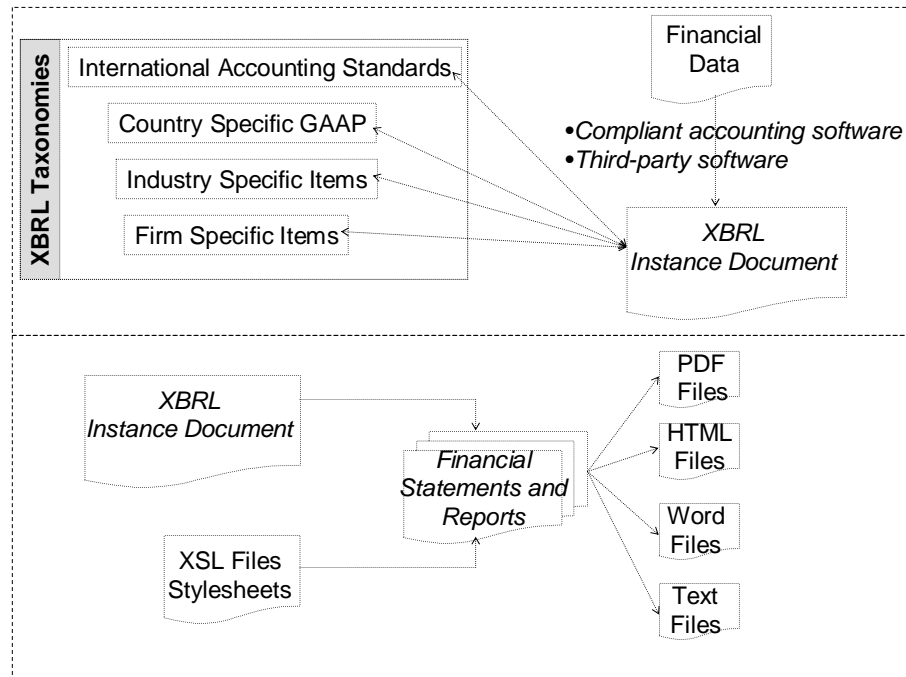 XBRL Taxonomies
International Accounting Standards
Country Specific GAAP
Industry Specific Items
Firm Specific Items
Financial
Data
•Compliant accounting software
•Third-party software
XBRL
Instance Document
XBRL
Instance Document
XSL Files
Stylesheets
Financial
Statements and
Reports
PDF
Files
HTML
Files
Word
Files
Text
Files